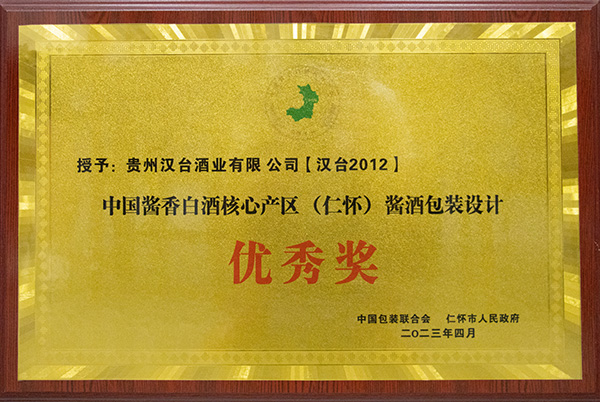 授予：贵州汉台酒业有限 公司【汉台2012】
中国酱香白酒核心产区（仁怀）酱酒包装设计
优秀奖
中国包装联合会 仁怀市人民政府
二〇二三年四月